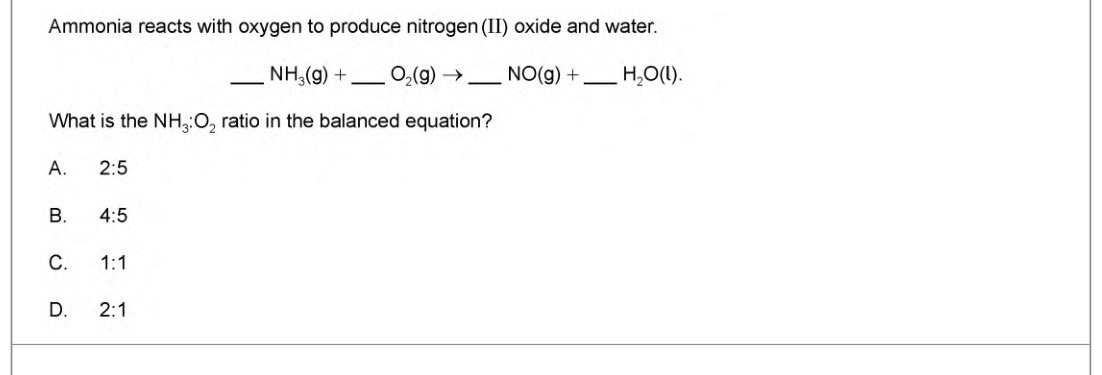 Ammonia reacts with oxygen to produce nitrogen (II) oxide and water.
___ NH₃(g) + ___ O₂(g) → ___ NO(g) + ___ H₂O(l).
What is the NH₃:O₂ ratio in the balanced equation?
A. 2:5
B. 4:5
C. 1:1
D. 2:1